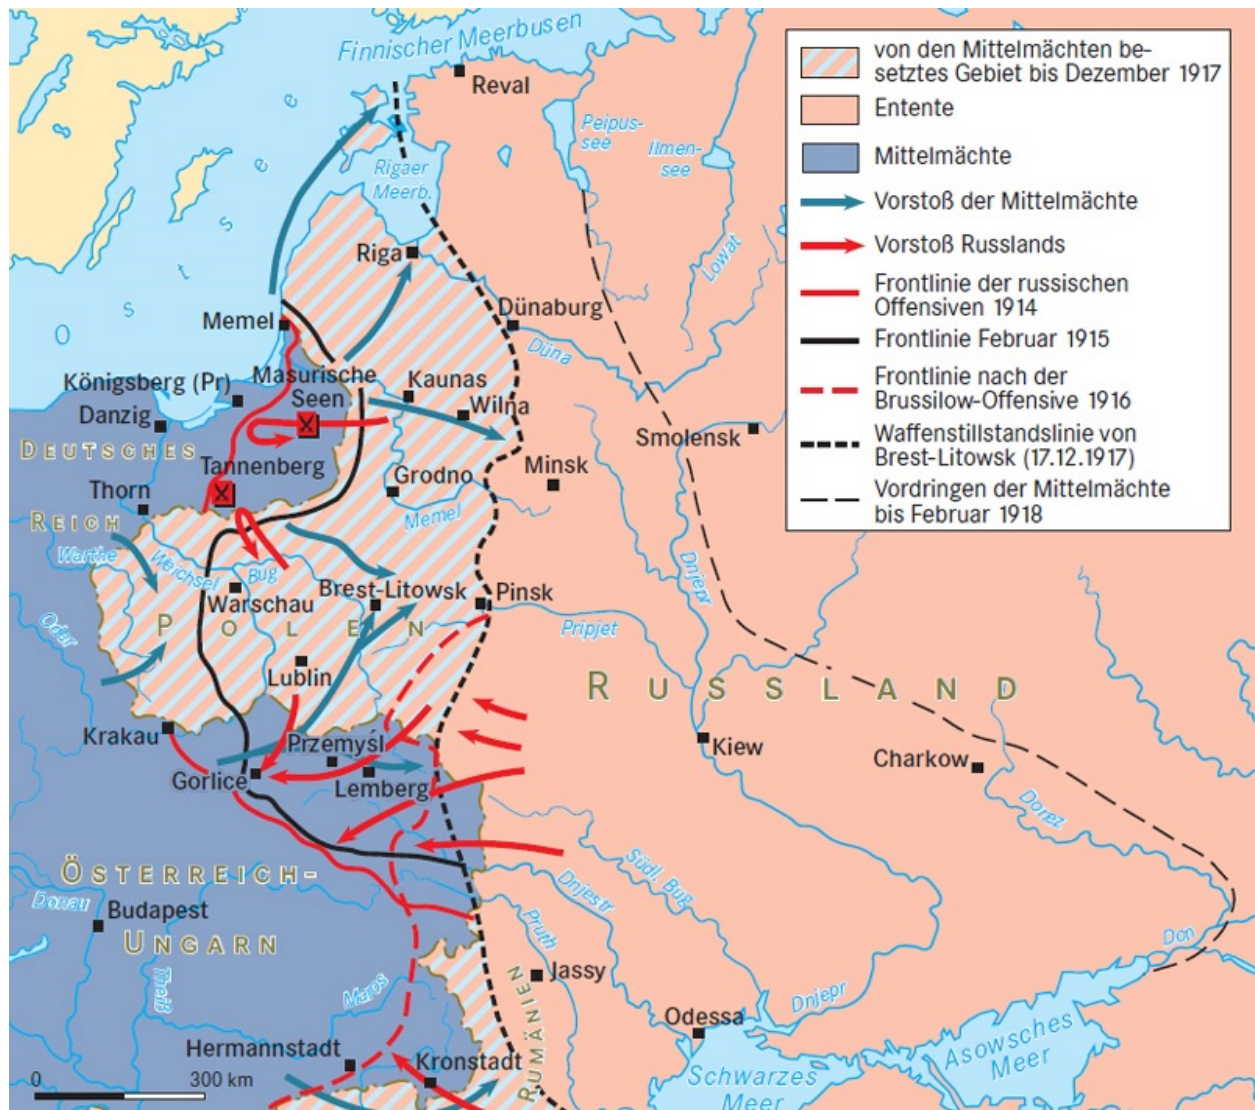 Finnischer Meerbusen
Reval
Peipus-
see
Ilmen-
see
Rigaer
Meerb.
Ostsee
Riga
Lowat
Memel
Dünaburg
Düna
Königsberg (Pr)
Masurische
Seen
Kaunas
Danzig
Wilna
Smolensk
DEUTSCHES
REICH
Tannenberg
Thorn
Grodno
Minsk
Memel
Warthe
Weichsel
Bug
Dnjepr
Warschau
Brest-Litowsk
Pinsk
Oder
POLEN
Pripjet
Lublin
RUSSLAND
Krakau
Przemysl
Kiew
Gorlice
Lemberg
Charkow
Dorez
ÖSTERREICH-
UNGARN
Donau
Budapest
Südl. Bug
Dnjestr
Pruth
Don
Theiß
Maros
Jassy
RUMÄNIEN
Dnjepr
Odessa
Asowsches
Meer
Hermannstadt
Kronstadt
Schwarzes
Meer
0 300 km
von den Mittelmächten be-
setztes Gebiet bis Dezember 1917
Entente
Mittelmächte
Vorstoß der Mittelmächte
Vorstoß Russlands
Frontlinie der russischen
Offensiven 1914
Frontlinie Februar 1915
Frontlinie nach der
Brussilow-Offensive 1916
Waffenstillstandslinie von
Brest-Litowsk (17.12.1917)
Vordringen der Mittelmächte
bis Februar 1918